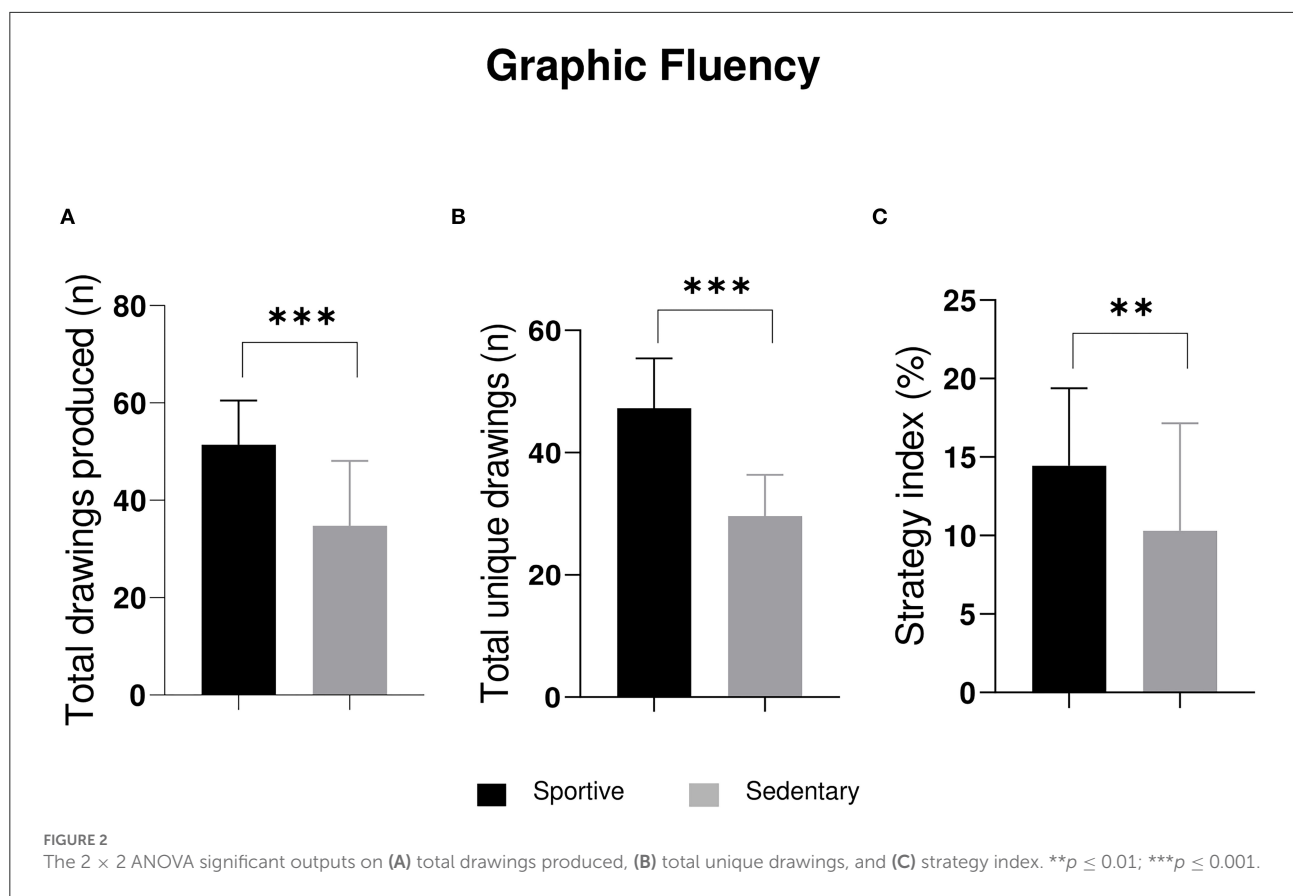 Graphic Fluency
A
Total drawings produced (n)
80
60
40
20
0
***
B
Total unique drawings (n)
60
40
20
0
***
C
Strategy index (%)
25
20
15
10
5
0
**
Sportive
Sedentary
FIGURE 2
The 2 × 2 ANOVA significant outputs on (A) total drawings produced, (B) total unique drawings, and (C) strategy index. **p ≤ 0.01; ***p ≤ 0.001.